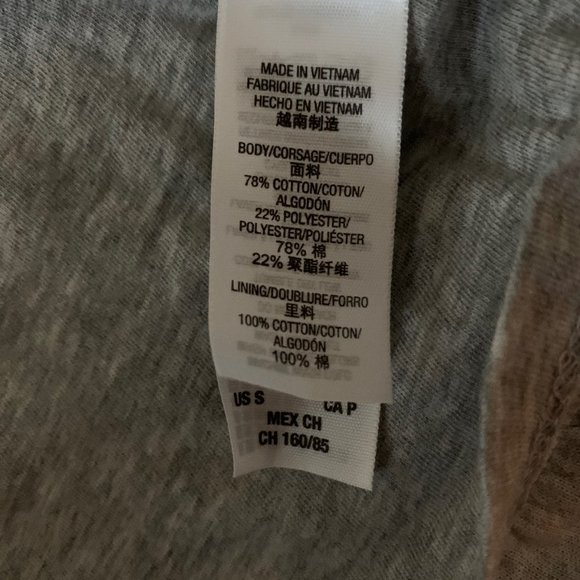 MADE IN VIETNAM
FABRIQUE AU VIETNAM
HECHO EN VIETNAM
越南制造
BODY/CORSAGE/CUERPO
面料
78% COTTON/COTON/
ALGODÓN
22% POLYESTER/
POLYESTER/POLIÉSTER
78% 棉
22% 聚酯纤维
LINING/DOUBLURE/FORRO
里料
100% COTTON/COTON/
ALGODÓN
100% 棉
US S CA P
MEX CH
CH 160/85